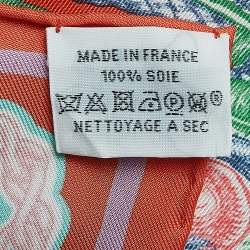 MADE IN FRANCE
100% SOIE
NETTOYAGE A SEC